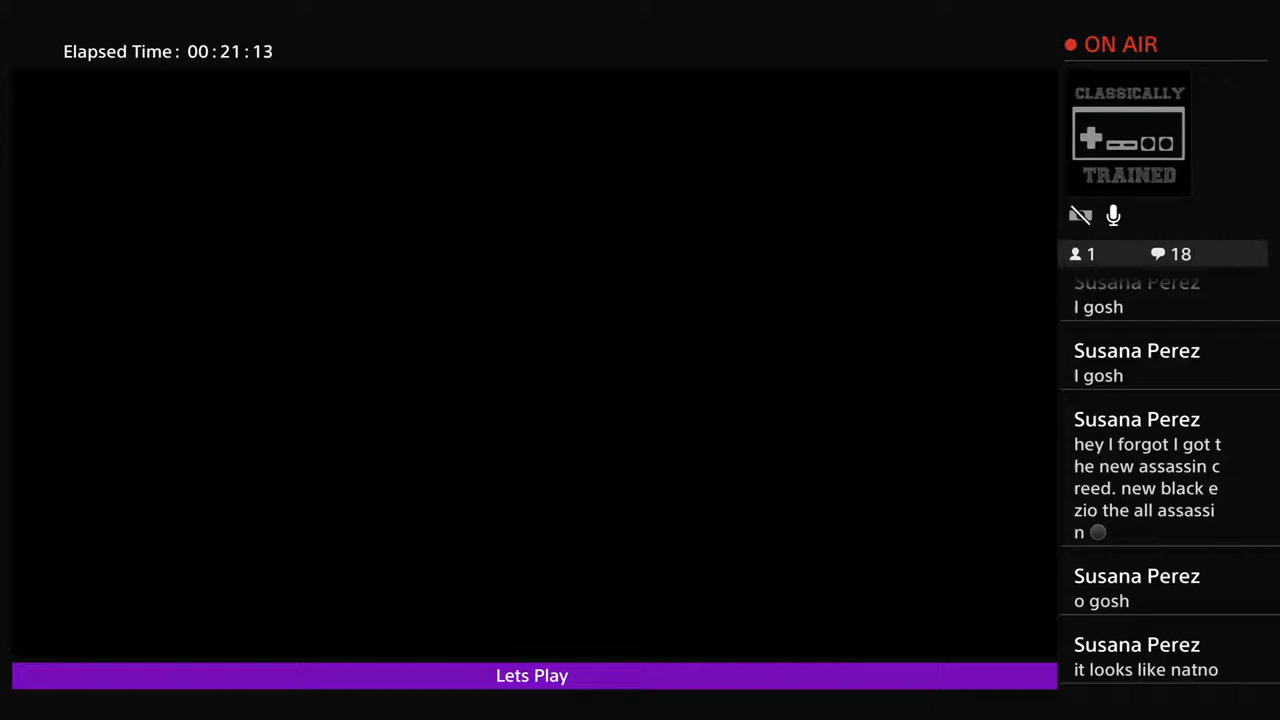 Elapsed Time: 00:21:13
ON AIR
CLASSICALLY
TRAINED
1 18
Susana Perez
I gosh
Susana Perez
I gosh
Susana Perez
hey I forgot I got t
he new assassin c
reed. new black e
zio the all assassi
n
Susana Perez
o gosh
Susana Perez
it looks like natno
Lets Play